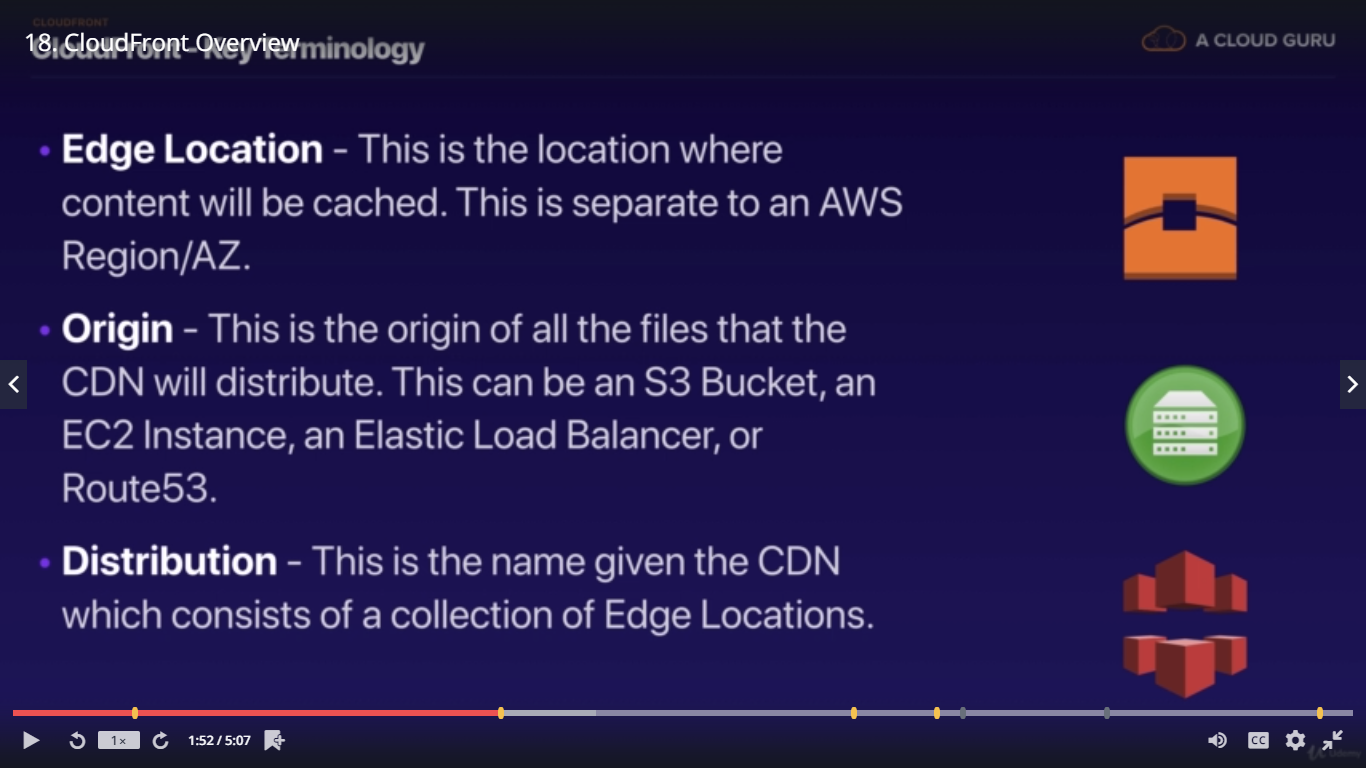 CLOUDFRONT
18. CloudFront Overview
CloudFront - Key Terminology
A CLOUD GURU
• Edge Location - This is the location where
content will be cached. This is separate to an AWS
Region/AZ.
• Origin - This is the origin of all the files that the
CDN will distribute. This can be an S3 Bucket, an
EC2 Instance, an Elastic Load Balancer, or
Route53.
• Distribution - This is the name given the CDN
which consists of a collection of Edge Locations.
1x
1:52 / 5:07
CC
Udemy